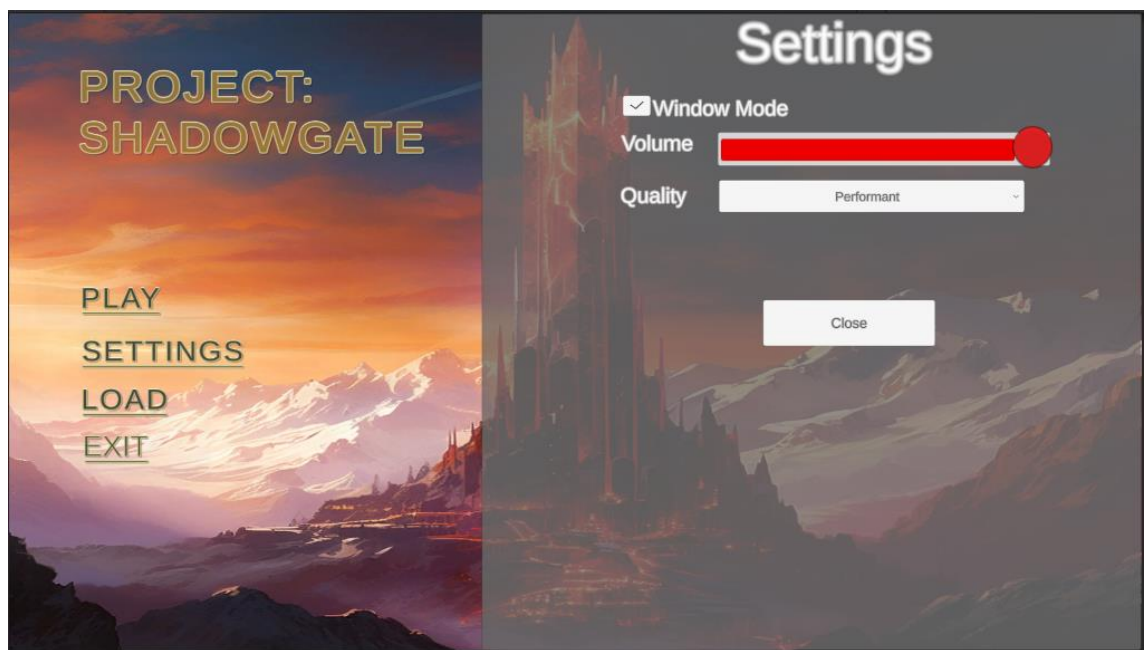 PROJECT:
SHADOWGATE
PLAY
SETTINGS
LOAD
EXIT
Settings
Window Mode
Volume
Quality
Performant
Close